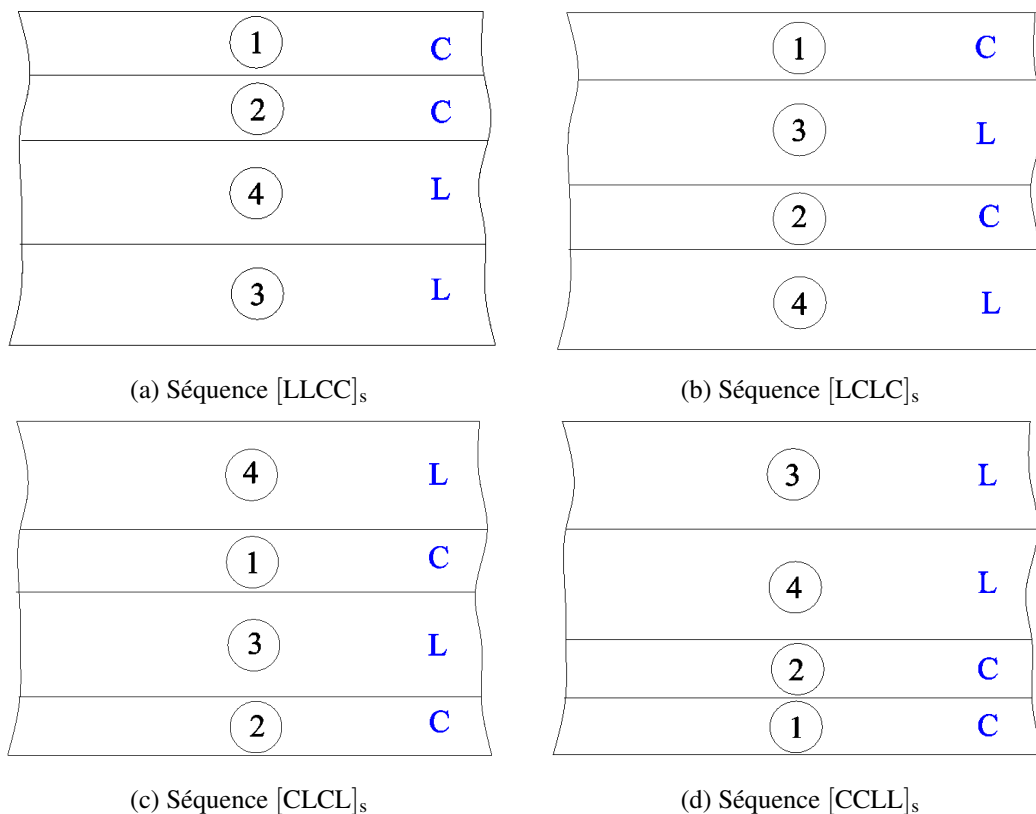 1 C
2 C
4 L
3 L
(a) Séquence [LLCC]s
1 C
3 L
2 C
4 L
(b) Séquence [LCLC]s
4 L
1 C
3 L
2 C
(c) Séquence [CLCL]s
3 L
4 L
2 C
1 C
(d) Séquence [CCLL]s